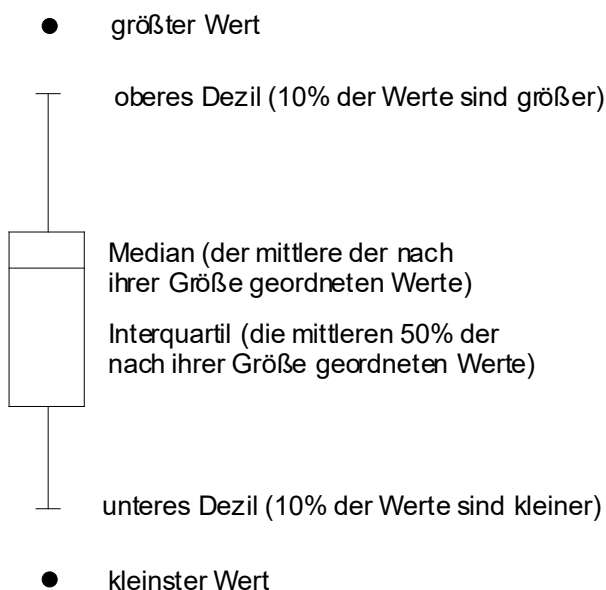 größter Wert
oberes Dezil (10% der Werte sind größer)
Median (der mittlere der nach
ihrer Größe geordneten Werte)
Interquartil (die mittleren 50% der
nach ihrer Größe geordneten Werte)
unteres Dezil (10% der Werte sind kleiner)
kleinster Wert